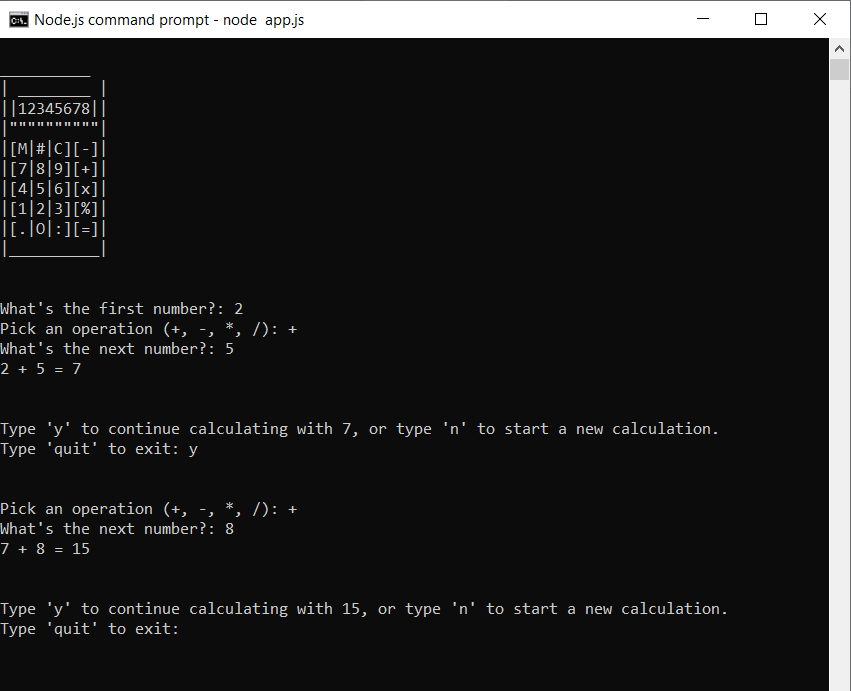 Node.js command prompt - node  app.js
 __________
| ________ |
||12345678||
|""""""""""|
|[M|#|C][-]|
|[7|8|9][+]|
|[4|5|6][x]|
|[1|2|3][%]|
|[.|O|:][=]|
|__________|
What's the first number?: 2
Pick an operation (+, -, *, /): +
What's the next number?: 5
2 + 5 = 7
Type 'y' to continue calculating with 7, or type 'n' to start a new calculation.
Type 'quit' to exit: y
Pick an operation (+, -, *, /): +
What's the next number?: 8
7 + 8 = 15
Type 'y' to continue calculating with 15, or type 'n' to start a new calculation.
Type 'quit' to exit: